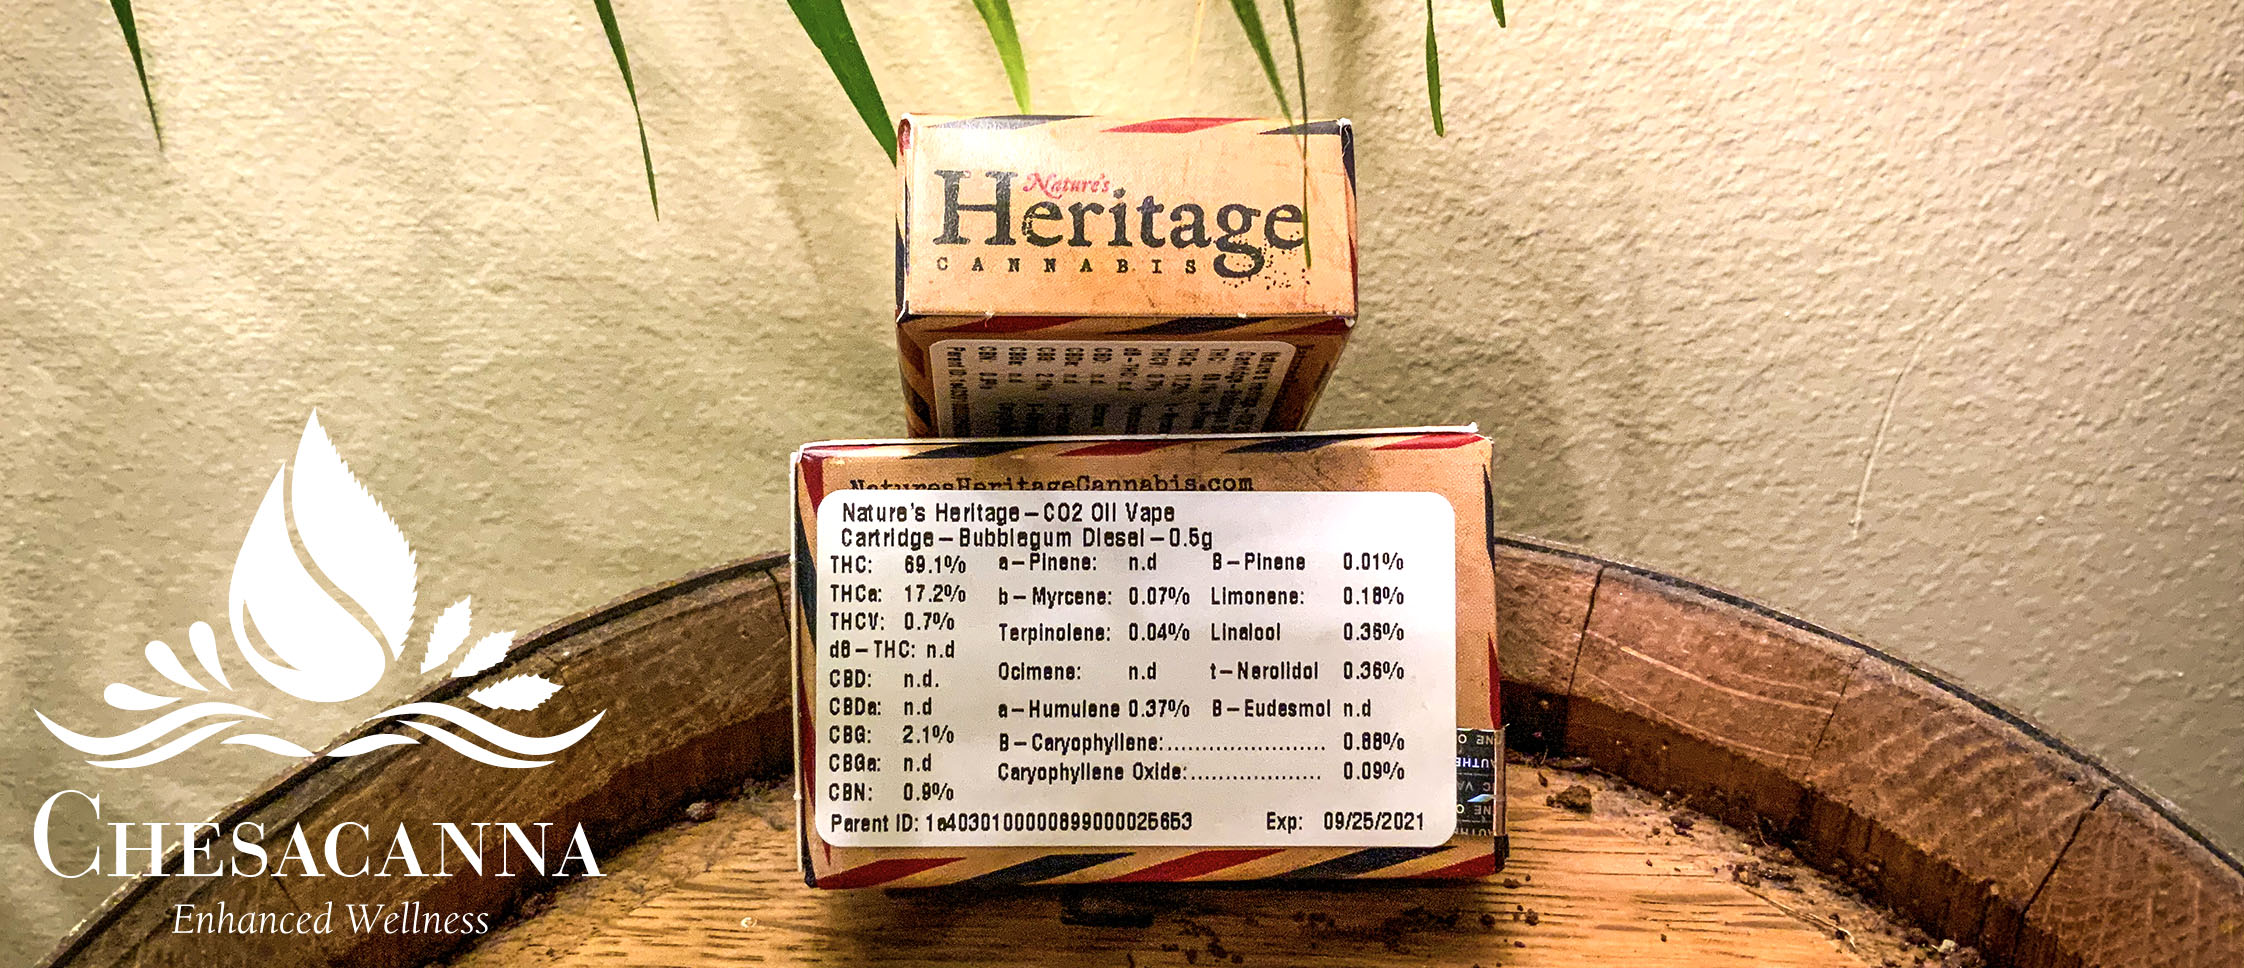 Nature's
Heritage
CANNABIS
NaturesHeritageCannabis.com
Nature's Heritage – CO2 Oil Vape
Cartridge – Bubblegum Diesel – 0.5g
THC: 69.1% a – Pinene: n.d B – Pinene 0.01%
THCa: 17.2% b – Myrcene: 0.07% Limonene: 0.18%
THCV: 0.7% Terpinolene: 0.04% Linalool 0.36%
d8 – THC: n.d
CBD: n.d. Ocimene: n.d t – Nerolidol 0.36%
CBDa: n.d a – Humulene 0.37% B – Eudesmol n.d
CBG: 2.1% B – Caryophyllene:....................... 0.88%
CBGa: n.d Caryophyllene Oxide:................... 0.09%
CBN: 0.9%
Parent ID: 1a4030100000899000025653 Exp: 09/25/2021
CHESACANNA
Enhanced Wellness